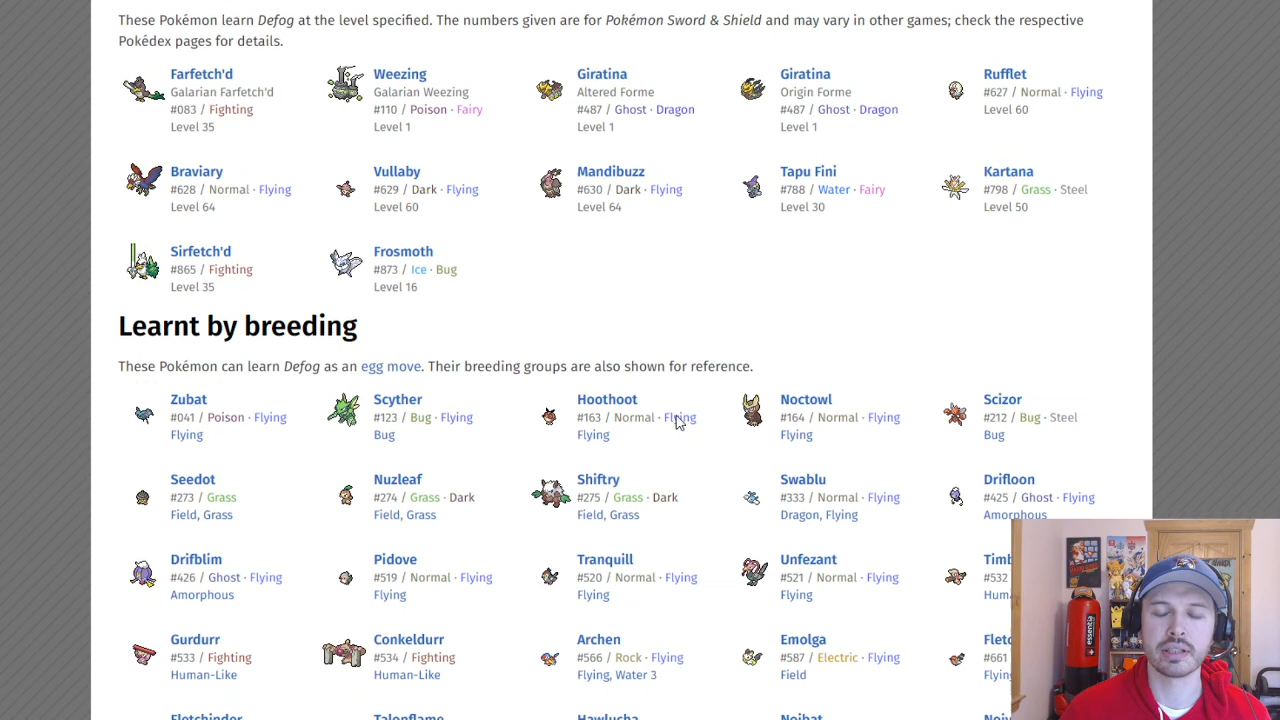 These Pokémon learn Defog at the level specified. The numbers given are for Pokémon Sword & Shield and may vary in other games; check the respective
Pokédex pages for details.
Farfetch'd
Galarian Farfetch'd
#083 / Fighting
Level 35
Weezing
Galarian Weezing
#110 / Poison · Fairy
Level 1
Giratina
Altered Forme
#487 / Ghost · Dragon
Level 1
Giratina
Origin Forme
#487 / Ghost · Dragon
Level 1
Rufflet
#627 / Normal · Flying
Level 60
Braviary
#628 / Normal · Flying
Level 64
Vullaby
#629 / Dark · Flying
Level 60
Mandibuzz
#630 / Dark · Flying
Level 64
Tapu Fini
#788 / Water · Fairy
Level 30
Kartana
#798 / Grass · Steel
Level 50
Sirfetch'd
#865 / Fighting
Level 35
Frosmoth
#873 / Ice · Bug
Level 16
Learnt by breeding
These Pokémon can learn Defog as an egg move. Their breeding groups are also shown for reference.
Zubat
#041 / Poison · Flying
Flying
Scyther
#123 / Bug · Flying
Bug
Hoothoot
#163 / Normal · Flying
Flying
Noctowl
#164 / Normal · Flying
Flying
Scizor
#212 / Bug · Steel
Bug
Seedot
#273 / Grass
Field, Grass
Nuzleaf
#274 / Grass · Dark
Field, Grass
Shiftry
#275 / Grass · Dark
Field, Grass
Swablu
#333 / Normal · Flying
Dragon, Flying
Drifloon
#425 / Ghost · Flying
Amorphous
Drifblim
#426 / Ghost · Flying
Amorphous
Pidove
#519 / Normal · Flying
Flying
Tranquill
#520 / Normal · Flying
Flying
Unfezant
#521 / Normal · Flying
Flying
Timb
#532
Hum
Gurdurr
#533 / Fighting
Human-Like
Conkeldurr
#534 / Fighting
Human-Like
Archen
#566 / Rock · Flying
Flying, Water 3
Emolga
#587 / Electric · Flying
Field
Fletc
#661
Flyin
Fletchinder
Talonflame
Hawlucha
Noibat
essentia